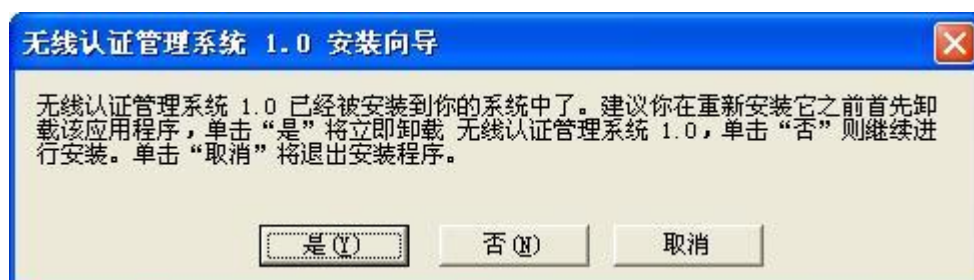 无线认证管理系统 1.0 安装向导
无线认证管理系统 1.0 已经被安装到你的系统中了。建议你在重新安装它之前首先卸
载该应用程序，单击“是”将立即卸载 无线认证管理系统 1.0，单击“否”则继续进
行安装。单击“取消”将退出安装程序。
是(Y) 否(N) 取消